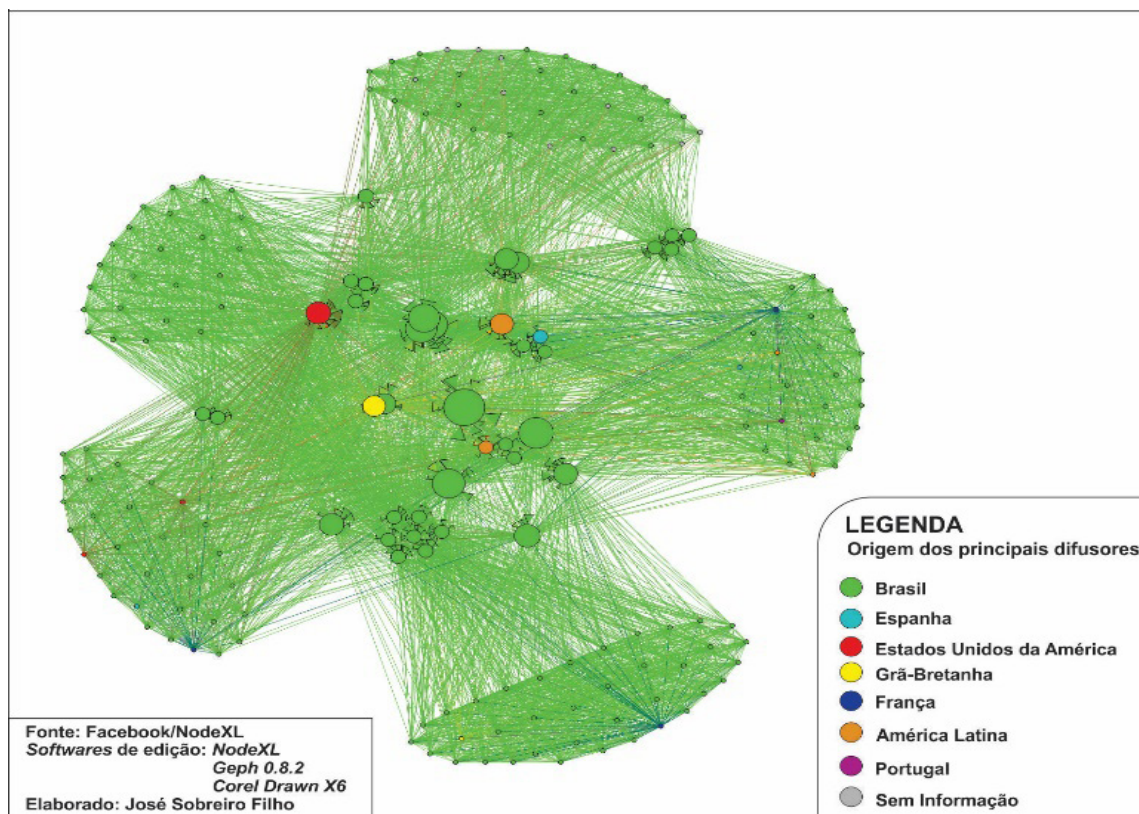 LEGENDA
Origem dos principais difusores
Brasil
Espanha
Estados Unidos da América
Grã-Bretanha
França
América Latina
Portugal
Sem Informação
Fonte: Facebook/NodeXL
Softwares de edição: NodeXL
Geph 0.8.2
Corel Drawn X6
Elaborado: José Sobreiro Filho